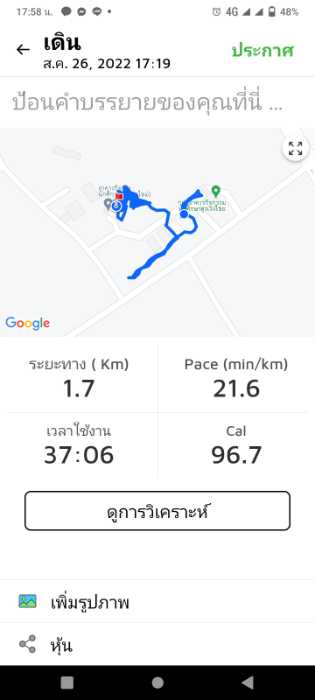 17:58 น.
4G 48%
เดิน
ส.ค. 26, 2022 17:19
ประกาศ
ป้อนคำบรรยายของคุณที่นี่ ...
Google
ระยะทาง ( Km) Pace (min/km)
1.7 21.6
เวลาใช้งาน Cal
37:06 96.7
ดูการวิเคราะห์
เพิ่มรูปภาพ
หุ้น